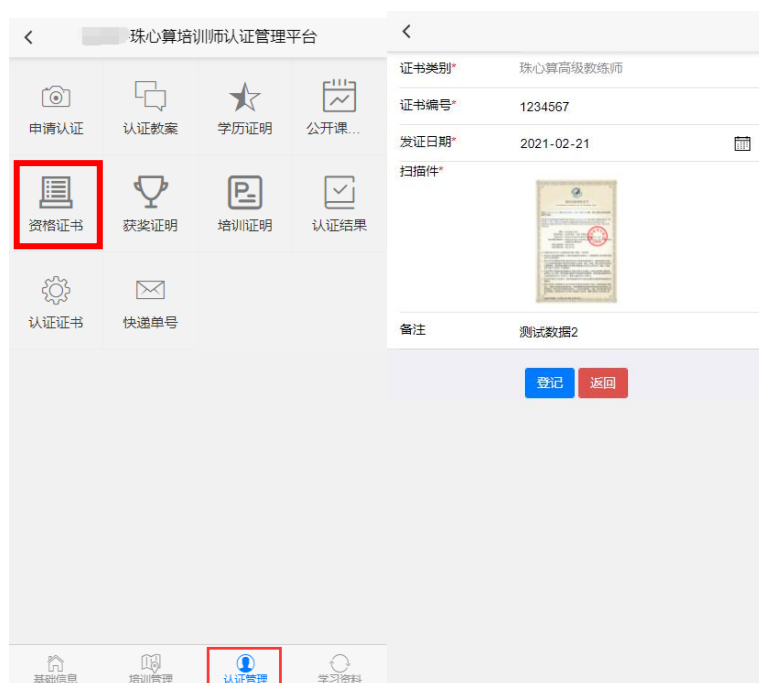 珠心算培训师认证管理平台
申请认证 认证教案 学历证明 公开课...
资格证书 获奖证明 培训证明 认证结果
认证证书 快递单号
基础信息 培训管理 认证管理 学习资料
证书类别* 珠心算高级教练师
证书编号* 1234567
发证日期* 2021-02-21
扫描件*
备注 测试数据2
登记 返回